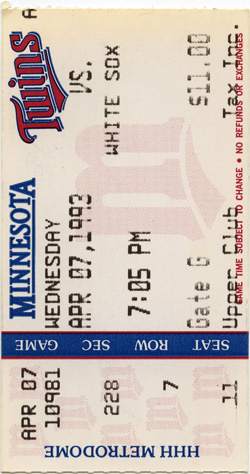 MINNESOTA Twins A
WEDNESDAY
APR 07,1993 VS.
WHITE SOX
7:05 PM
Gate G $11.00
Upper Club Tax Inc.
GAME TIME SUBJECT TO CHANGE • NO REFUNDS OR EXCHANGES
GAME SEC ROW SEAT
APR 07
10981 228 7 11
HHH METRODOME